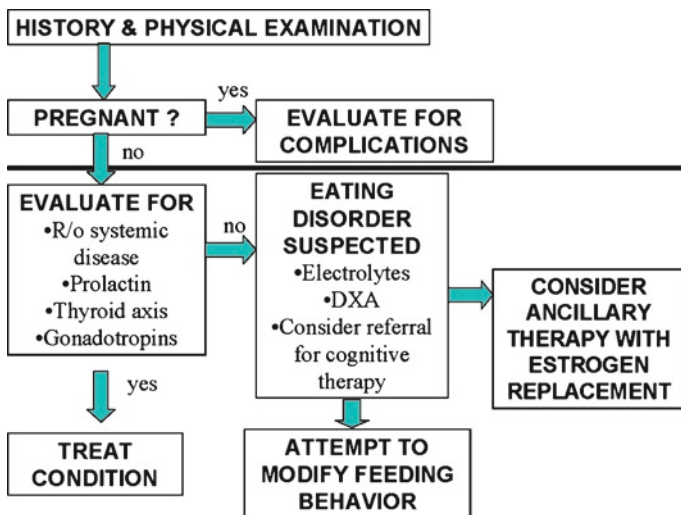 HISTORY & PHYSICAL EXAMINATION
yes
PREGNANT ?
EVALUATE FOR
COMPLICATIONS
no
EVALUATE FOR
•R/o systemic
disease
•Prolactin
•Thyroid axis
•Gonadotropins
no
EATING
DISORDER
SUSPECTED
•Electrolytes
•DXA
•Consider referral
for cognitive
therapy
CONSIDER
ANCILLARY
THERAPY WITH
ESTROGEN
REPLACEMENT
yes
TREAT
CONDITION
ATTEMPT TO
MODIFY FEEDING
BEHAVIOR